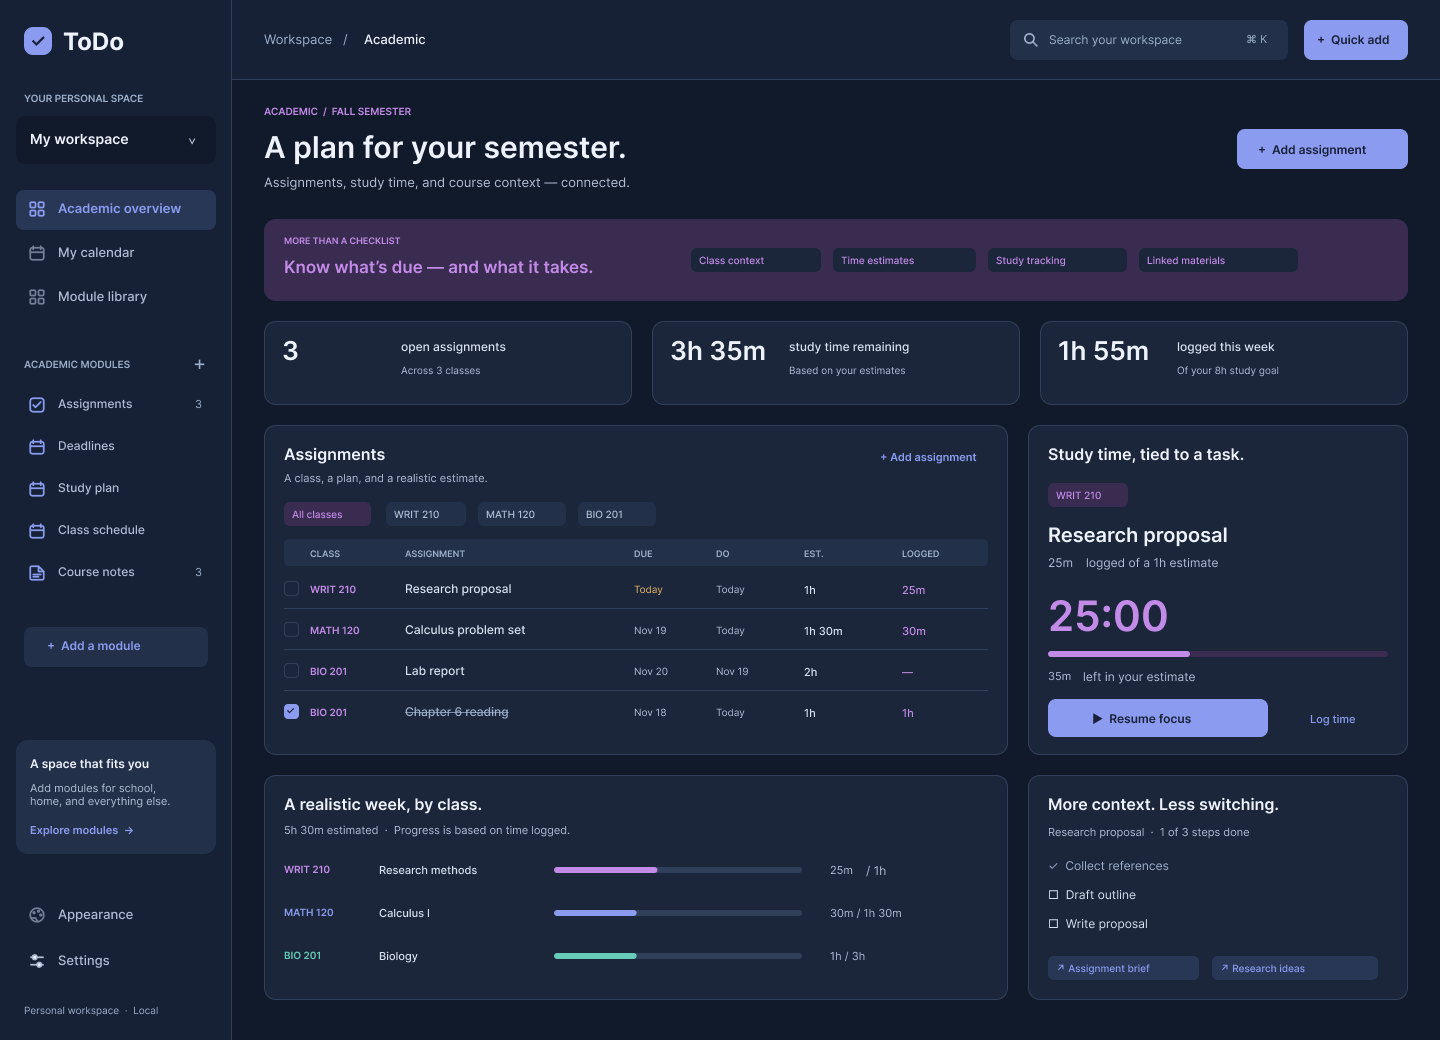 ToDo
YOUR PERSONAL SPACE
My workspace
Academic overview
My calendar
Module library
ACADEMIC MODULES +
Assignments 3
Deadlines
Study plan
Class schedule
Course notes 3
+ Add a module
A space that fits you
Add modules for school,
home, and everything else.
Explore modules →
Appearance
Settings
Personal workspace · Local
Workspace / Academic
Search your workspace ⌘ K
+ Quick add
ACADEMIC / FALL SEMESTER
A plan for your semester.
Assignments, study time, and course context — connected.
+ Add assignment
MORE THAN A CHECKLIST
Know what’s due — and what it takes.
Class context
Time estimates
Study tracking
Linked materials
3 open assignments
Across 3 classes
3h 35m study time remaining
Based on your estimates
1h 55m logged this week
Of your 8h study goal
Assignments
+ Add assignment
A class, a plan, and a realistic estimate.
All classes WRIT 210 MATH 120 BIO 201
CLASS ASSIGNMENT DUE DO EST. LOGGED
WRIT 210 Research proposal Today Today 1h 25m
MATH 120 Calculus problem set Nov 19 Today 1h 30m 30m
BIO 201 Lab report Nov 20 Nov 19 2h —
BIO 201 Chapter 6 reading Nov 18 Today 1h 1h
Study time, tied to a task.
WRIT 210
Research proposal
25m logged of a 1h estimate
25:00
35m left in your estimate
▶ Resume focus
Log time
A realistic week, by class.
5h 30m estimated · Progress is based on time logged.
WRIT 210 Research methods 25m / 1h
MATH 120 Calculus I 30m / 1h 30m
BIO 201 Biology 1h / 3h
More context. Less switching.
Research proposal · 1 of 3 steps done
✓ Collect references
☐ Draft outline
☐ Write proposal
↗ Assignment brief
↗ Research ideas